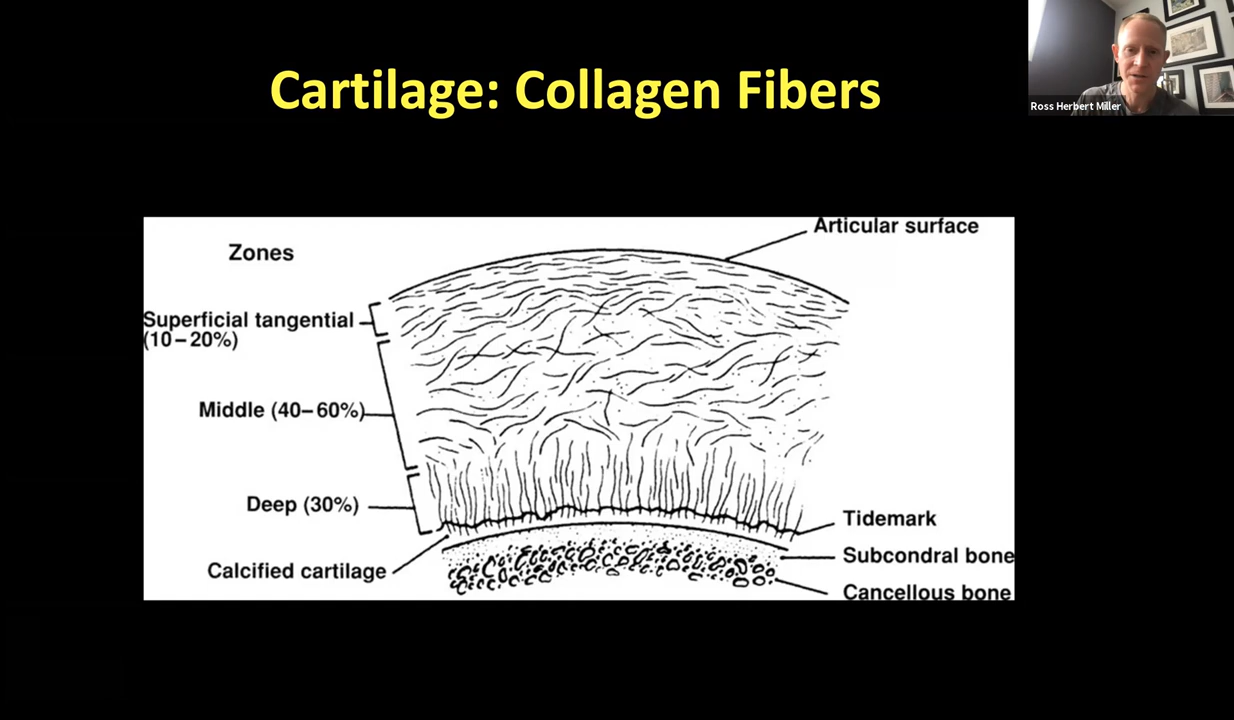 Cartilage: Collagen Fibers
Ross Herbert Miller
Articular surface
Zones
Superficial tangential
(10–20%)
Middle (40–60%)
Deep (30%)
Tidemark
Subcondral bone
Calcified cartilage
Cancellous bone